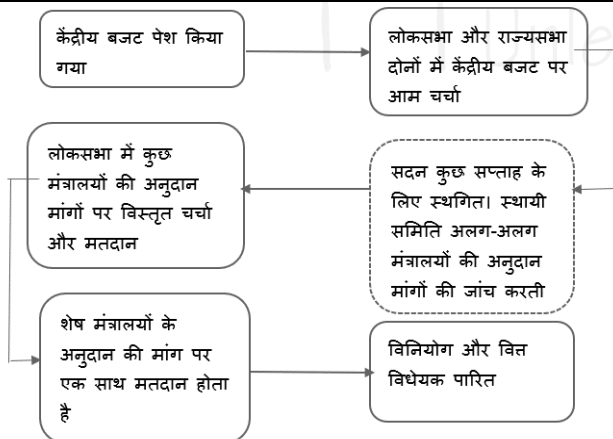 केंद्रीय बजट पेश किया
गया
लोकसभा और राज्यसभा
दोनों में केंद्रीय बजट पर
आम चर्चा
सदन कुछ सप्ताह के
लिए स्थगित। स्थायी
समिति अलग-अलग
मंत्रालयों की अनुदान
मांगों की जांच करती
लोकसभा में कुछ
मंत्रालयों की अनुदान
मांगों पर विस्तृत चर्चा
और मतदान
शेष मंत्रालयों के
अनुदान की मांग पर
एक साथ मतदान होता
है
विनियोग और वित्त
विधेयक पारित